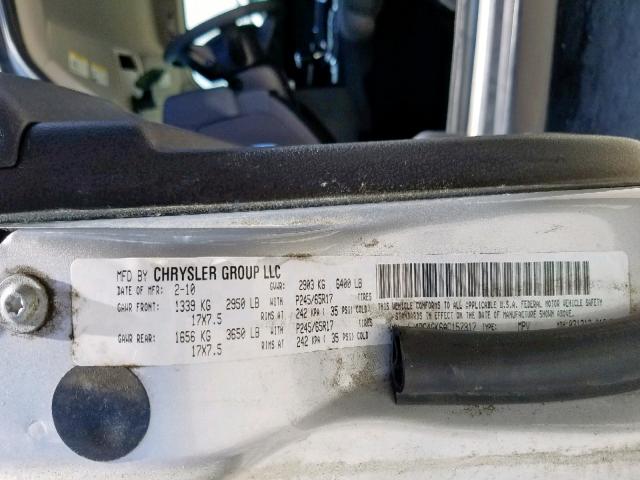 MFD BY CHRYSLER GROUP LLC
DATE OF MFR: 2-10 GVWR: 2903 KG 6400 LB
GAWR FRONT: 1339 KG 2950 LB WITH P245/65R17 TIRES
17X7.5 RIMS AT 242 KPA ( 35 PSI) COLD
GAWR REAR: 1656 KG 3650 LB WITH P245/65R17 TIRES
17X7.5 RIMS AT 242 KPA ( 35 PSI) COLD
THIS VEHICLE CONFORMS TO ALL APPLICABLE U.S.A. FEDERAL MOTOR VEHICLE SAFETY
STANDARDS IN EFFECT ON THE DATE OF MANUFACTURE SHOWN ABOVE.
TYPE: MPV